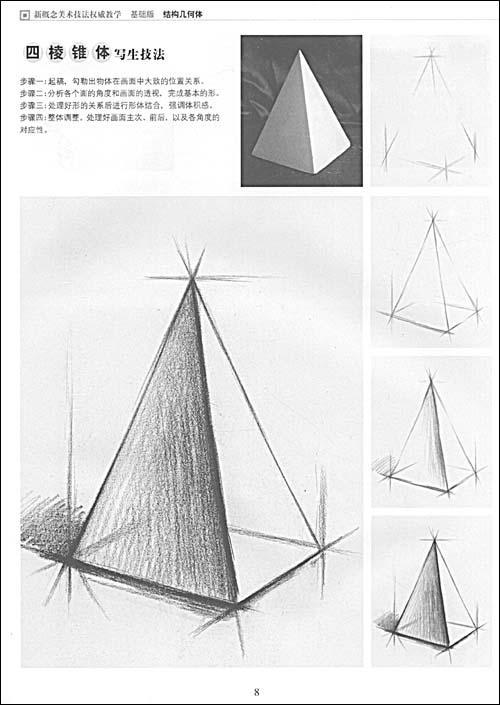 新概念美术技法权威教学 基础版 结构几何体
四棱锥体写生技法
步骤一：起稿，勾勒出物体在画面中大致的位置关系。
步骤二：分析各个面的角度和画面的透视，完成基本的形。
步骤三：处理好形的关系后进行形体结合，强调体积感。
步骤四：整体调整。处理好画面主次、前后，以及各角度的
对应性。
8